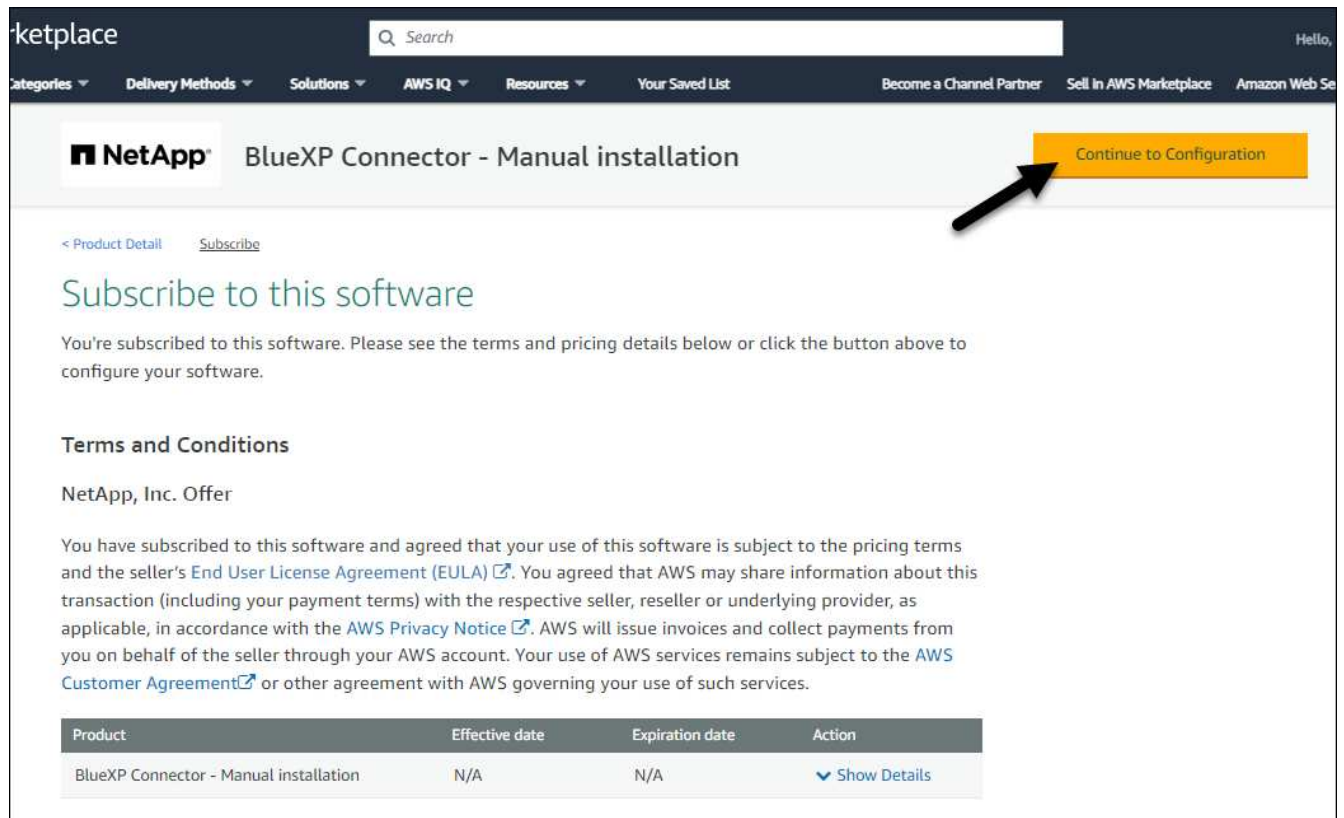 rketplace
Search
Hello,
Categories
Delivery Methods
Solutions
AWS IQ
Resources
Your Saved List
Become a Channel Partner
Sell in AWS Marketplace
Amazon Web Se
NetApp
BlueXP Connector - Manual installation
Continue to Configuration
< Product Detail
Subscribe
Subscribe to this software
You're subscribed to this software. Please see the terms and pricing details below or click the button above to
configure your software.
Terms and Conditions
NetApp, Inc. Offer
You have subscribed to this software and agreed that your use of this software is subject to the pricing terms
and the seller's End User License Agreement (EULA). You agreed that AWS may share information about this
transaction (including your payment terms) with the respective seller, reseller or underlying provider, as
applicable, in accordance with the AWS Privacy Notice. AWS will issue invoices and collect payments from
you on behalf of the seller through your AWS account. Your use of AWS services remains subject to the AWS
Customer Agreement or other agreement with AWS governing your use of such services.
Product Effective date Expiration date Action
BlueXP Connector - Manual installation N/A N/A Show Details